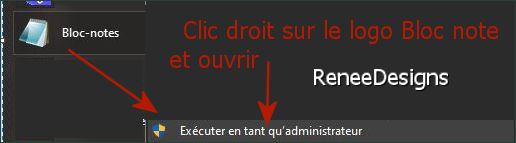 Bloc-notes
Clic droit sur le logo Bloc note
et ouvrir
ReneeDesigns
Exécuter en tant qu'administrateur